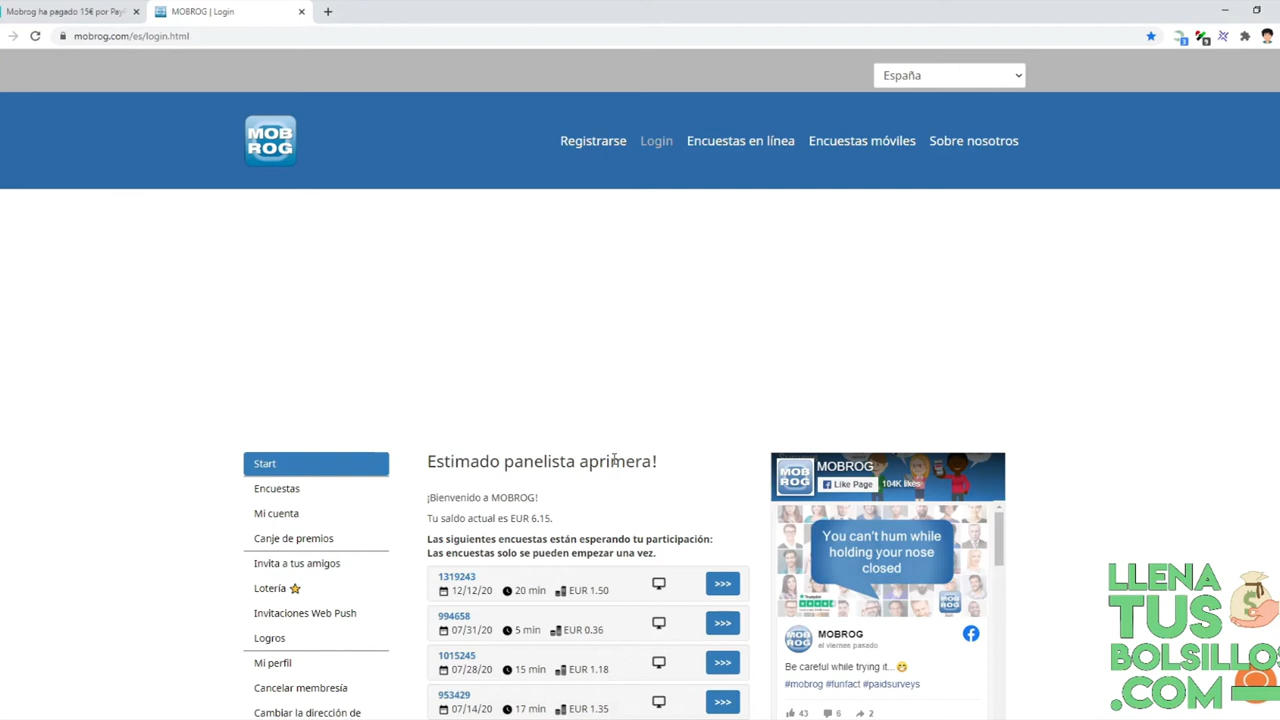 Mobrog ha pagado 15€ por PayP
MOBROG | Login
mobrog.com/es/login.html
España
MOB
ROG
Registrarse
Login
Encuestas en línea
Encuestas móviles
Sobre nosotros
Start
Encuestas
Mi cuenta
Canje de premios
Invita a tus amigos
Lotería
Invitaciones Web Push
Logros
Mi perfil
Cancelar membresía
Cambiar la dirección de
Estimado panelista aprimera!
¡Bienvenido a MOBROG!
Tu saldo actual es EUR 6.15.
Las siguientes encuestas están esperando tu participación:
Las encuestas solo se pueden empezar una vez.
1319243
12/12/20 20 min EUR 1.50 >>>
994658
07/31/20 5 min EUR 0.36 >>>
1015245
07/28/20 15 min EUR 1.18 >>>
953429
07/14/20 17 min EUR 1.35 >>>
MOB
ROG
MOBROG
Like Page 104K likes
You can't hum while
holding your nose
closed
Trustpilot
MOB
ROG
MOBROG
el viernes pasado
Be careful while trying it...
#mobrog #funfact #paidsurveys
43 6 2
LLENA
TUS
BOLSILLOS
.COM